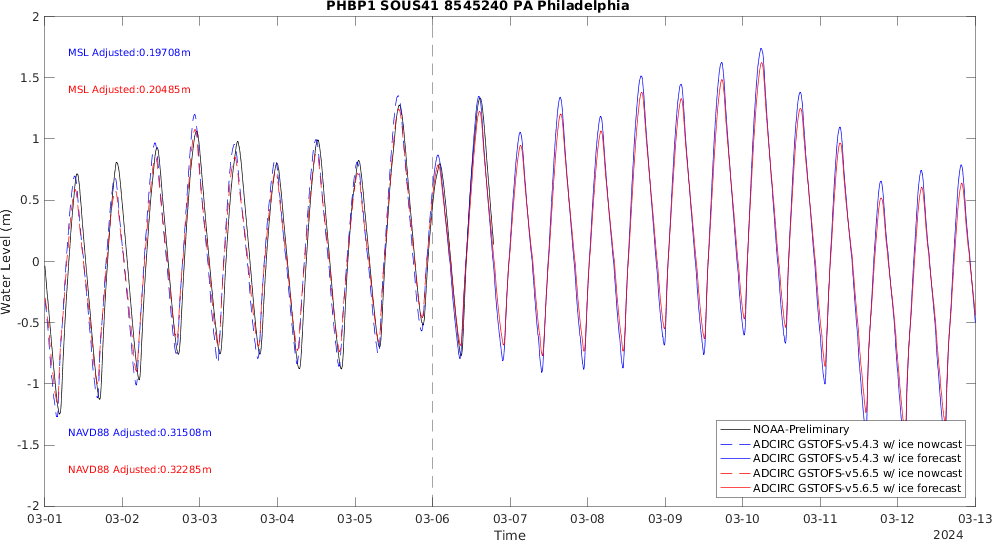 PHBP1 SOUS41 8545240 PA Philadelphia
2
1.5
1
0.5
0
-0.5
-1
-1.5
-2
Water Level (m)
MSL Adjusted:0.19708m
MSL Adjusted:0.20485m
NAVD88 Adjusted:0.31508m
NAVD88 Adjusted:0.32285m
NOAA-Preliminary
ADCIRC GSTOFS-v5.4.3 w/ ice nowcast
ADCIRC GSTOFS-v5.4.3 w/ ice forecast
ADCIRC GSTOFS-v5.6.5 w/ ice nowcast
ADCIRC GSTOFS-v5.6.5 w/ ice forecast
03-01 03-02 03-03 03-04 03-05 03-06 03-07 03-08 03-09 03-10 03-11 03-12 03-13
Time
2024